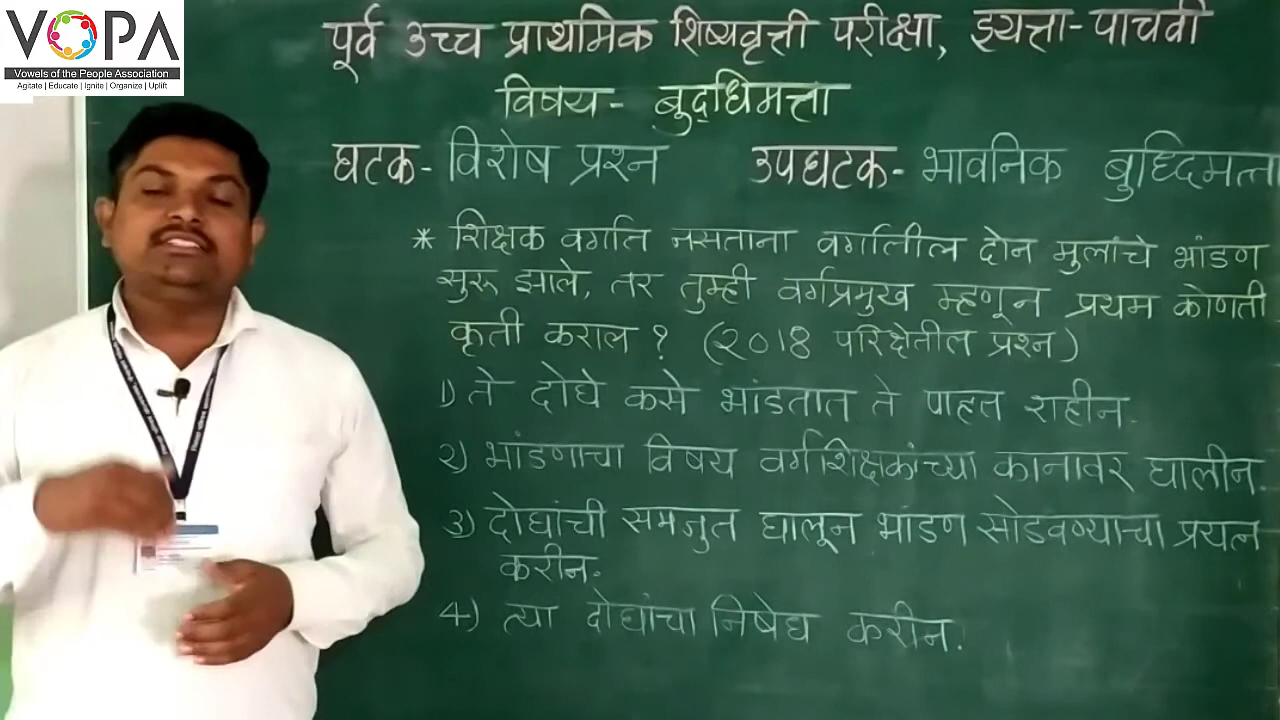 VOPA
Vowels of the People Association
Agitate | Educate | Ignite | Organize | Uplift
पूर्व उच्च प्राथमिक शिष्यवृत्ती परीक्षा, इयत्ता-पाचवी
विषय- बुद्धिमत्ता
घटक- विशेष प्रश्न उपघटक- भावनिक बुध्दिमत्ता
* शिक्षक वर्गात नसताना वर्गातील दोन मुलांचे भांडण
सुरू झाले, तर तुम्ही वर्गप्रमुख म्हणून प्रथम कोणती
कृती कराल ? (२०१८ परिक्षेतील प्रश्न)
1) ते दोघे कसे भांडतात ते पाहत राहीन.
2) भांडणाचा विषय वर्गशिक्षकांच्या कानावर घालीन.
3) दोघांची समजुत घालून भांडण सोडवण्याचा प्रयत्न
करीन.
4) त्या दोघांचा निषेध करीन.